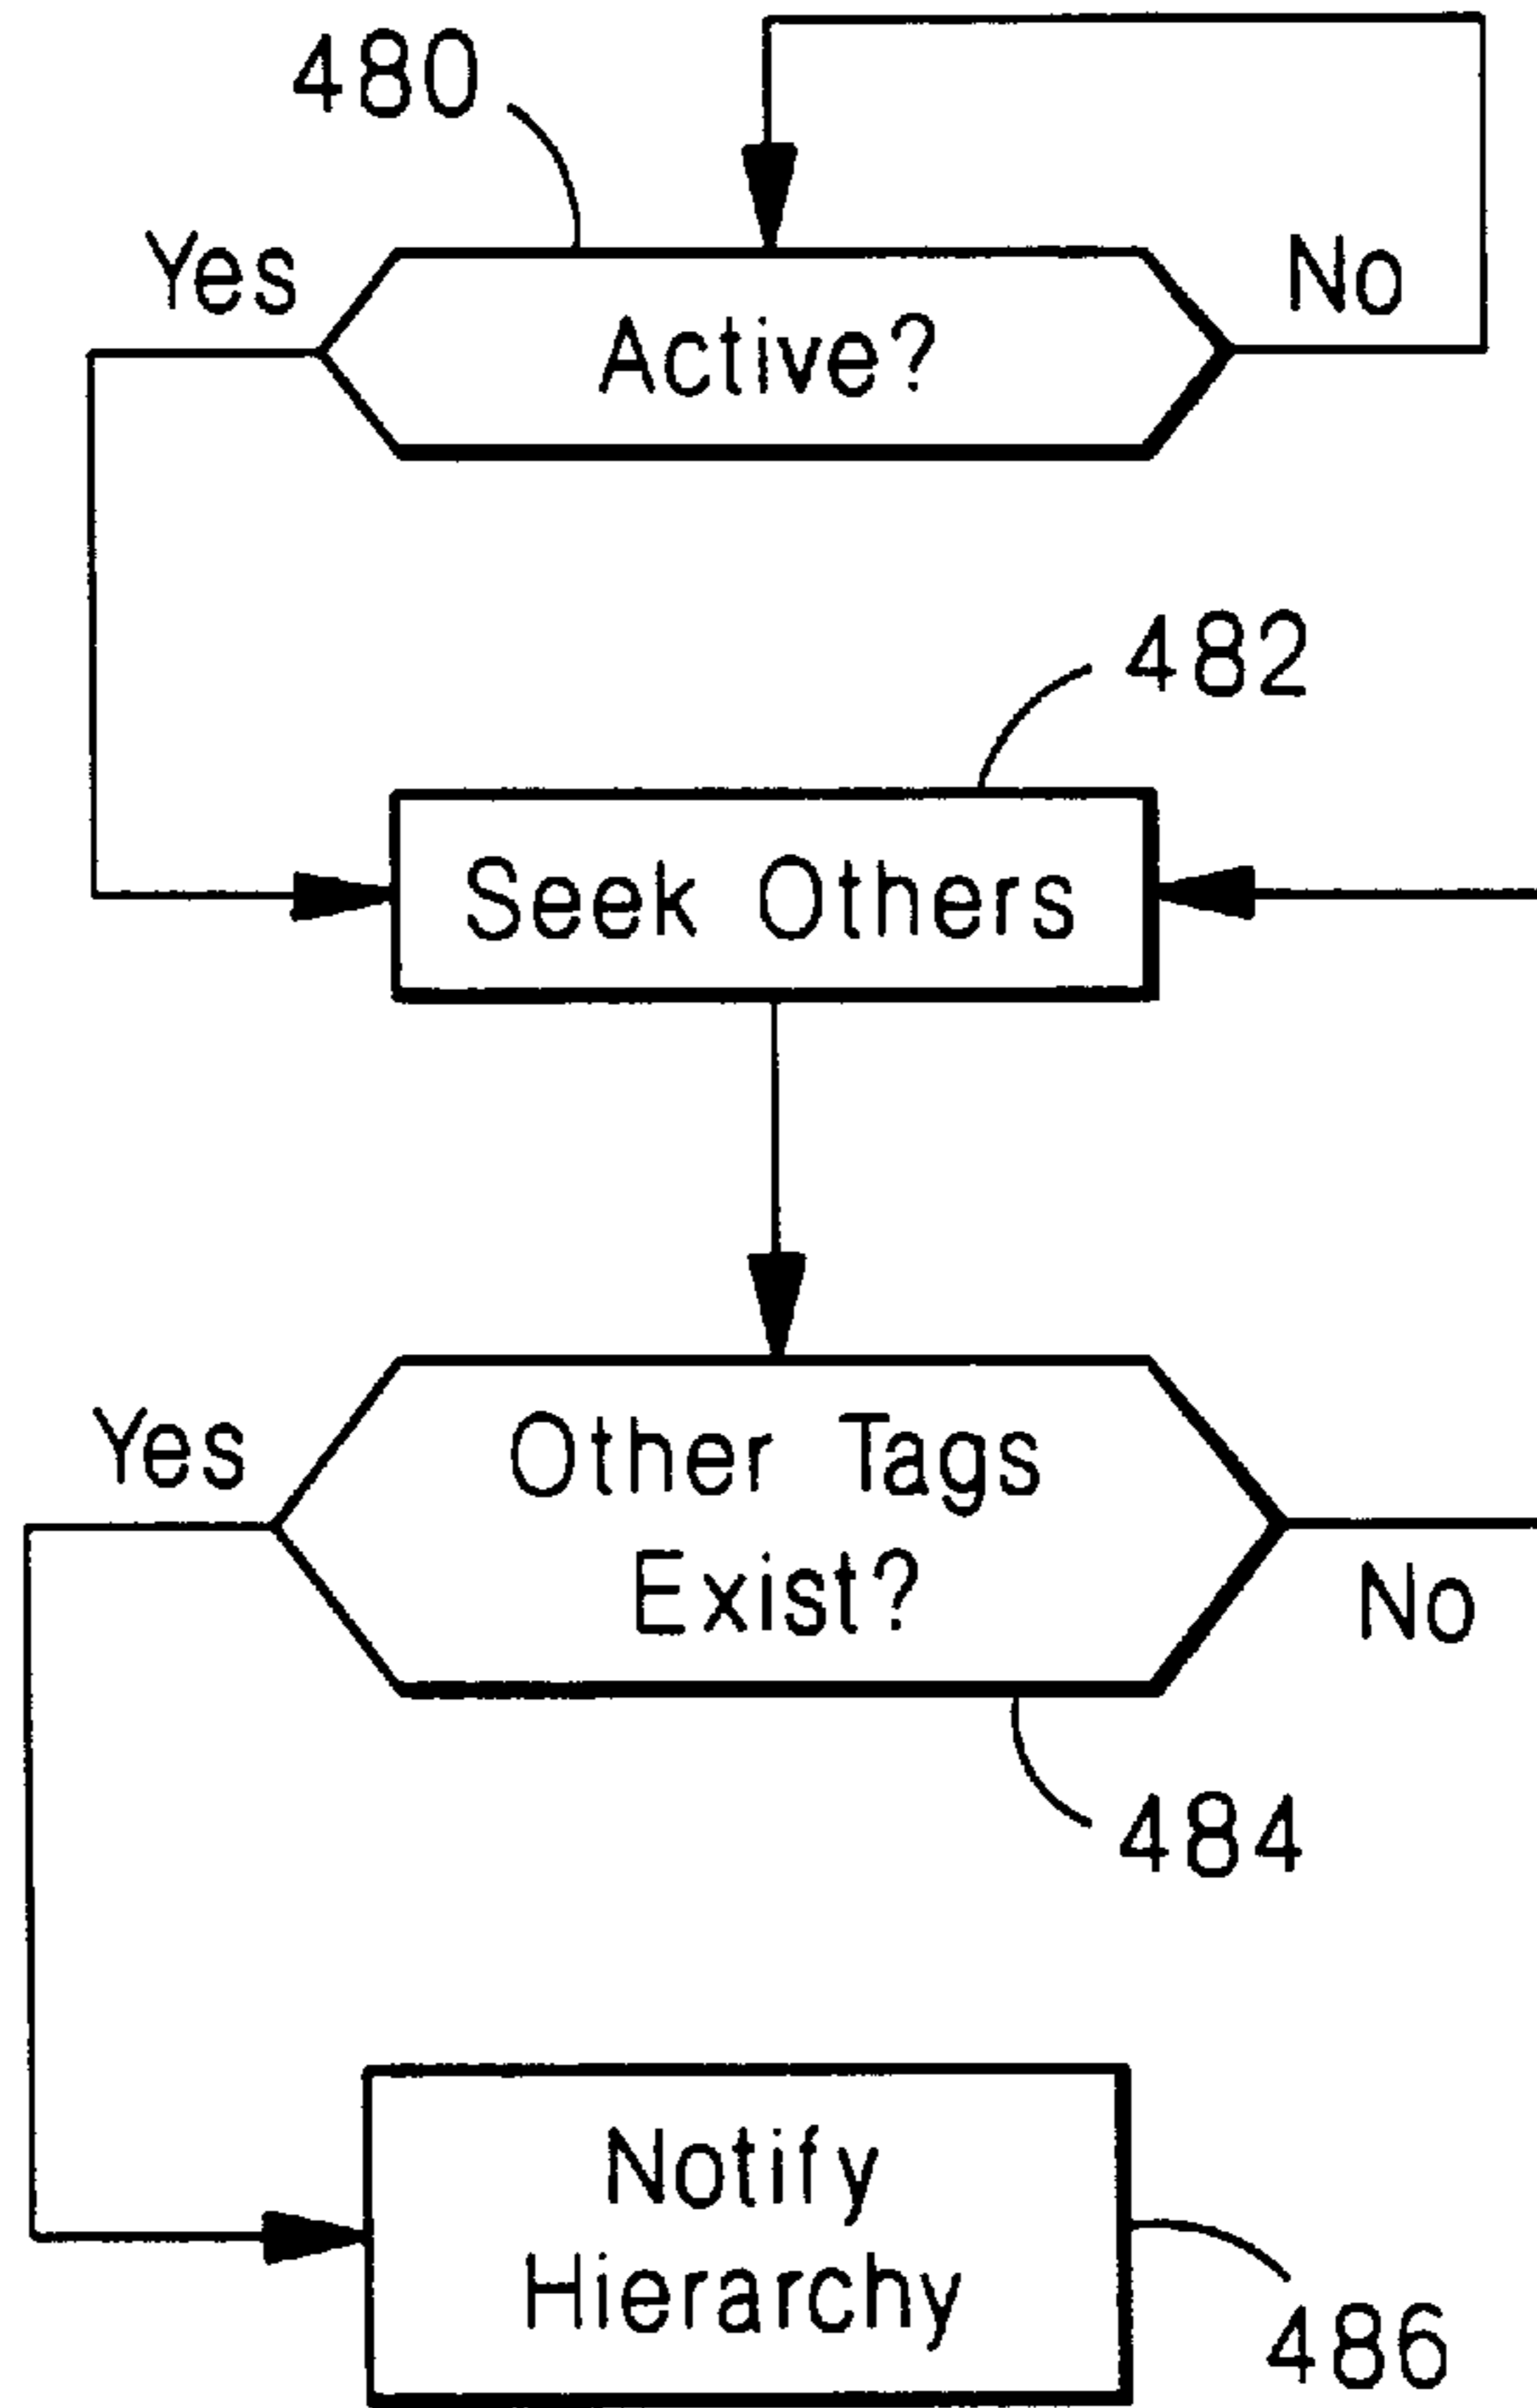 480
Yes
No
Active?
482
Seek Others
Yes
Other Tags
Exist?
No
484
Notify
Hierarchy
486